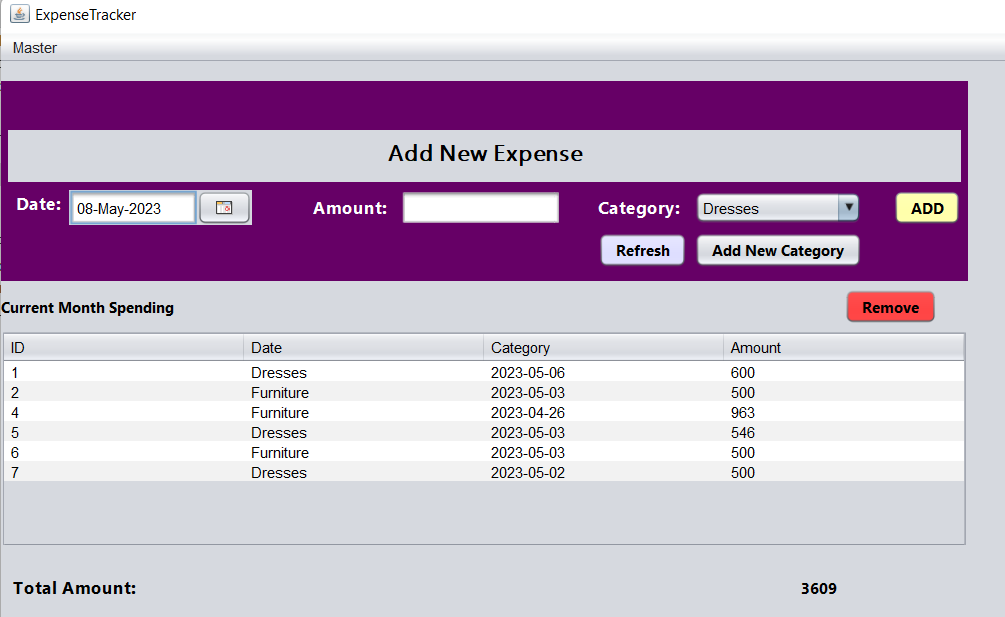 ExpenseTracker
Master
Add New Expense
Date: 08-May-2023 Amount: Category: Dresses ADD
Refresh Add New Category
Current Month Spending Remove
ID Date Category Amount
1 Dresses 2023-05-06 600
2 Furniture 2023-05-03 500
4 Furniture 2023-04-26 963
5 Dresses 2023-05-03 546
6 Furniture 2023-05-03 500
7 Dresses 2023-05-02 500
Total Amount: 3609